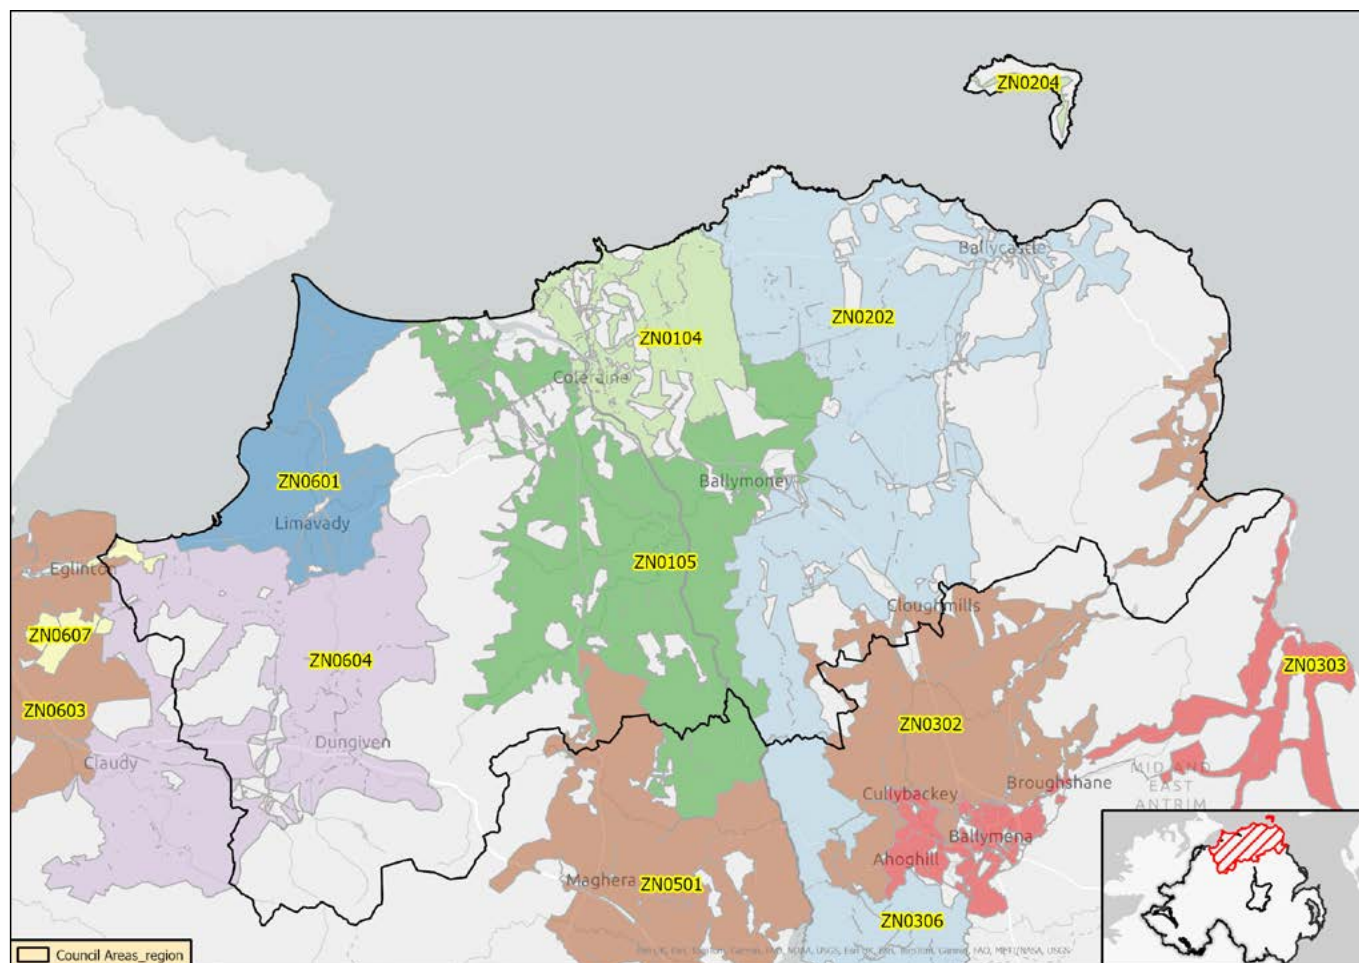 ZN0204
Ballycastle
ZN0202
ZN0104
Coleraine
ZN0601
Ballymoney
Limavady
ZN0105
Eglinton
Cloughmills
ZN0607
ZN0604
ZN0303
ZN0603
ZN0302
Dungiven
Claudy
Broughshane
MID AND
EAST
ANTRIM
Cullybackey
Ballymena
Ahoghill
Maghera
ZN0501
ZN0306
Council Areas_region